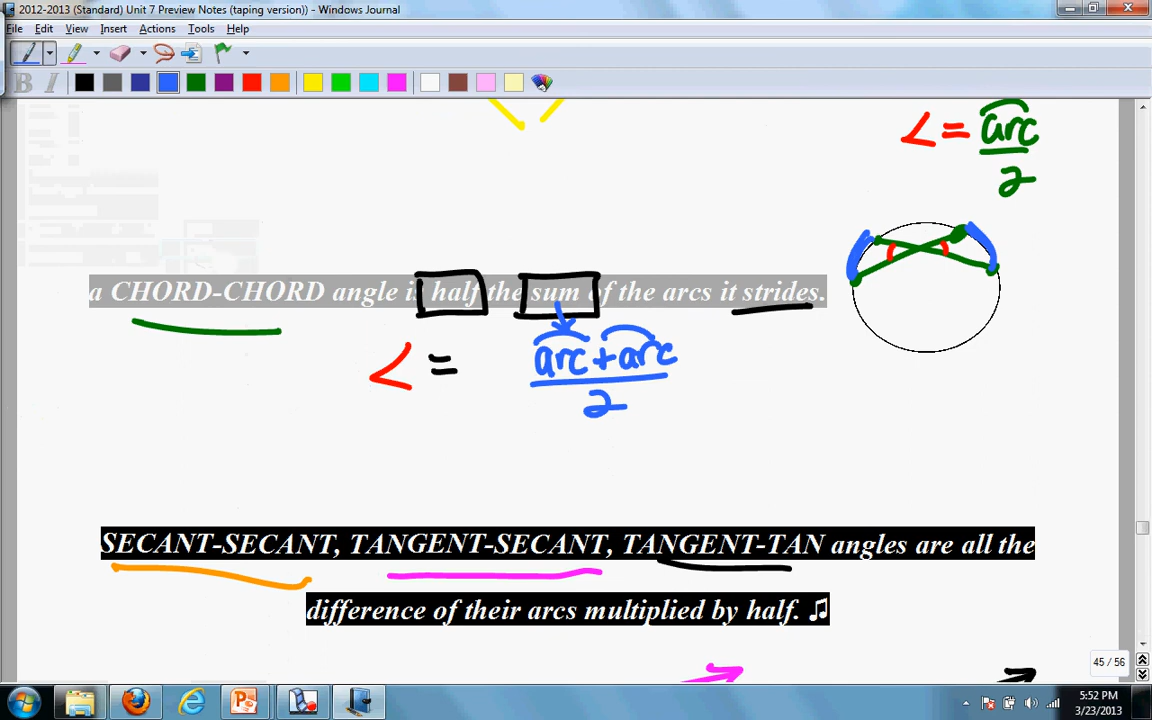 2012-2013 (Standard) Unit 7 Preview Notes (taping version)) - Windows Journal
File Edit View Insert Actions Tools Help
B I
∠ = arc
2
a CHORD-CHORD angle is half the sum of the arcs it strides.
∠ = arc + arc
2
SECANT-SECANT, TANGENT-SECANT, TANGENT-TAN angles are all the
difference of their arcs multiplied by half. ♫
45 / 56
5:52 PM
3/23/2013